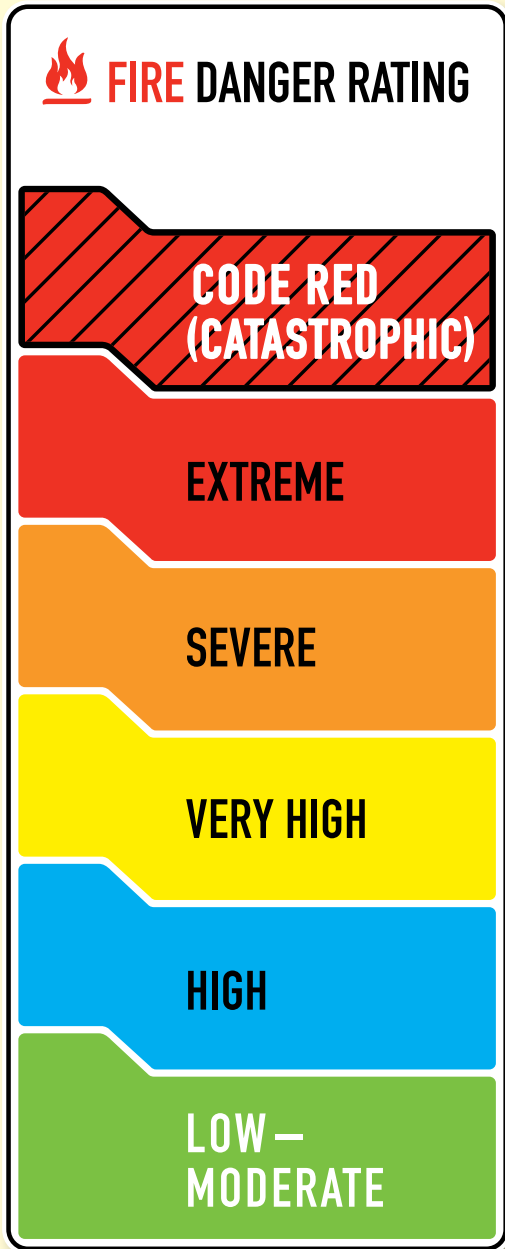 FIRE DANGER RATING
CODE RED
(CATASTROPHIC)
EXTREME
SEVERE
VERY HIGH
HIGH
LOW –
MODERATE